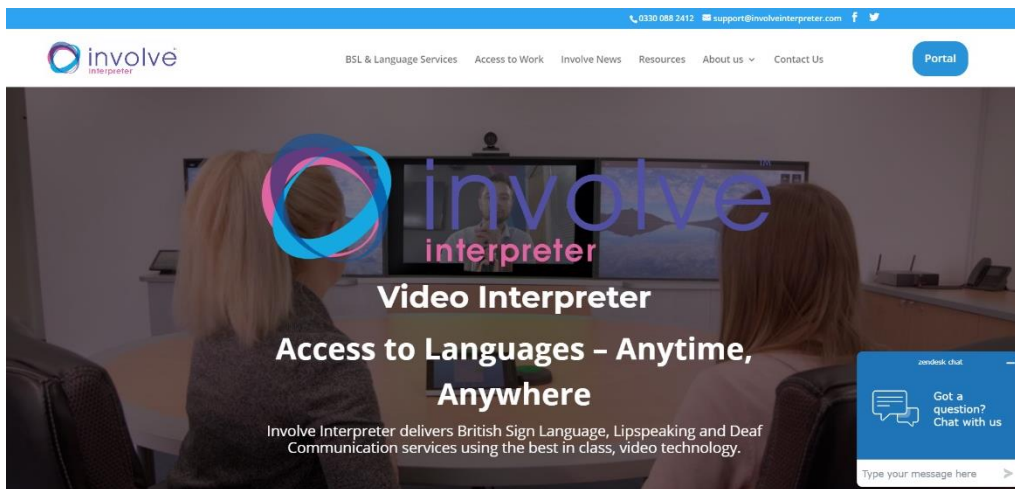 0330 088 2412 support@involveinterpreter.com
involve
interpreter
BSL & Language Services Access to Work Involve News Resources About us Contact Us Portal
involve™
interpreter
Video Interpreter
Access to Languages – Anytime,
Anywhere
Involve Interpreter delivers British Sign Language, Lipspeaking and Deaf
Communication services using the best in class, video technology.
zendesk chat
Got a
question?
Chat with us
Type your message here